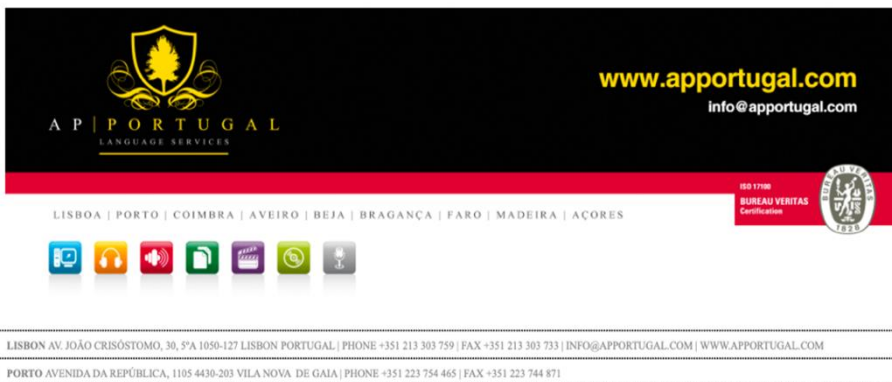 www.apportugal.com
info@apportugal.com
A P | P O R T U G A L
LANGUAGE SERVICES
ISO 17100
BUREAU VERITAS
Certification
BUREAU VERITAS
1828
LISBOA | PORTO | COIMBRA | AVEIRO | BEJA | BRAGANÇA | FARO | MADEIRA | AÇORES
LISBON AV. JOÃO CRISÓSTOMO, 30, 5ºA 1050-127 LISBON PORTUGAL | PHONE +351 213 303 759 | FAX +351 213 303 733 | INFO@APPORTUGAL.COM | WWW.APPORTUGAL.COM
PORTO AVENIDA DA REPÚBLICA, 1105 4430-203 VILA NOVA DE GAIA | PHONE +351 223 754 465 | FAX +351 223 744 871